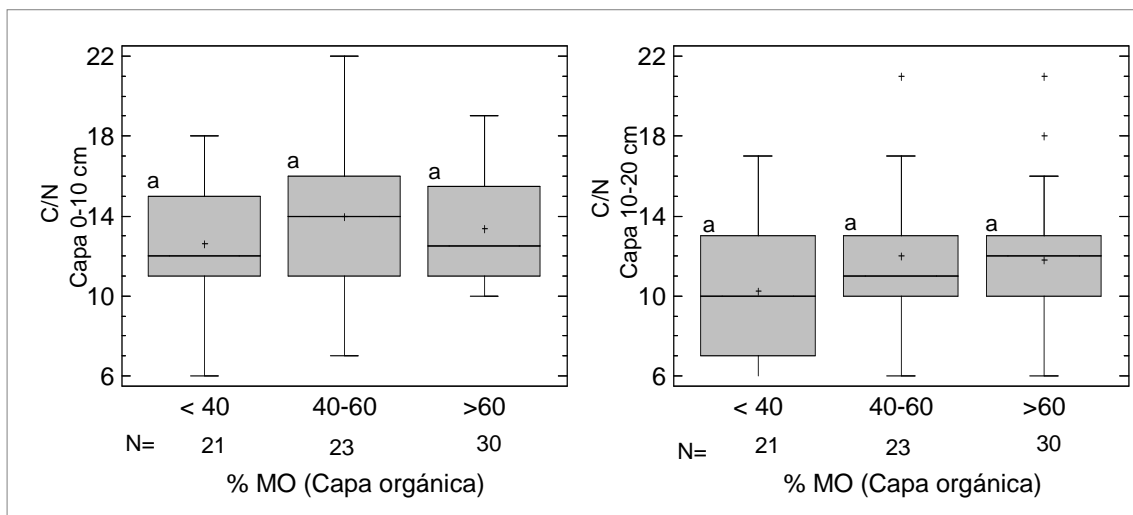 22
18
14
10
6
C/N
Capa 0-10 cm
a
a
a
< 40
40-60
>60
N=
21
23
30
% MO (Capa orgánica)
22
18
14
10
6
C/N
Capa 10-20 cm
a
a
a
< 40
40-60
>60
N=
21
23
30
% MO (Capa orgánica)